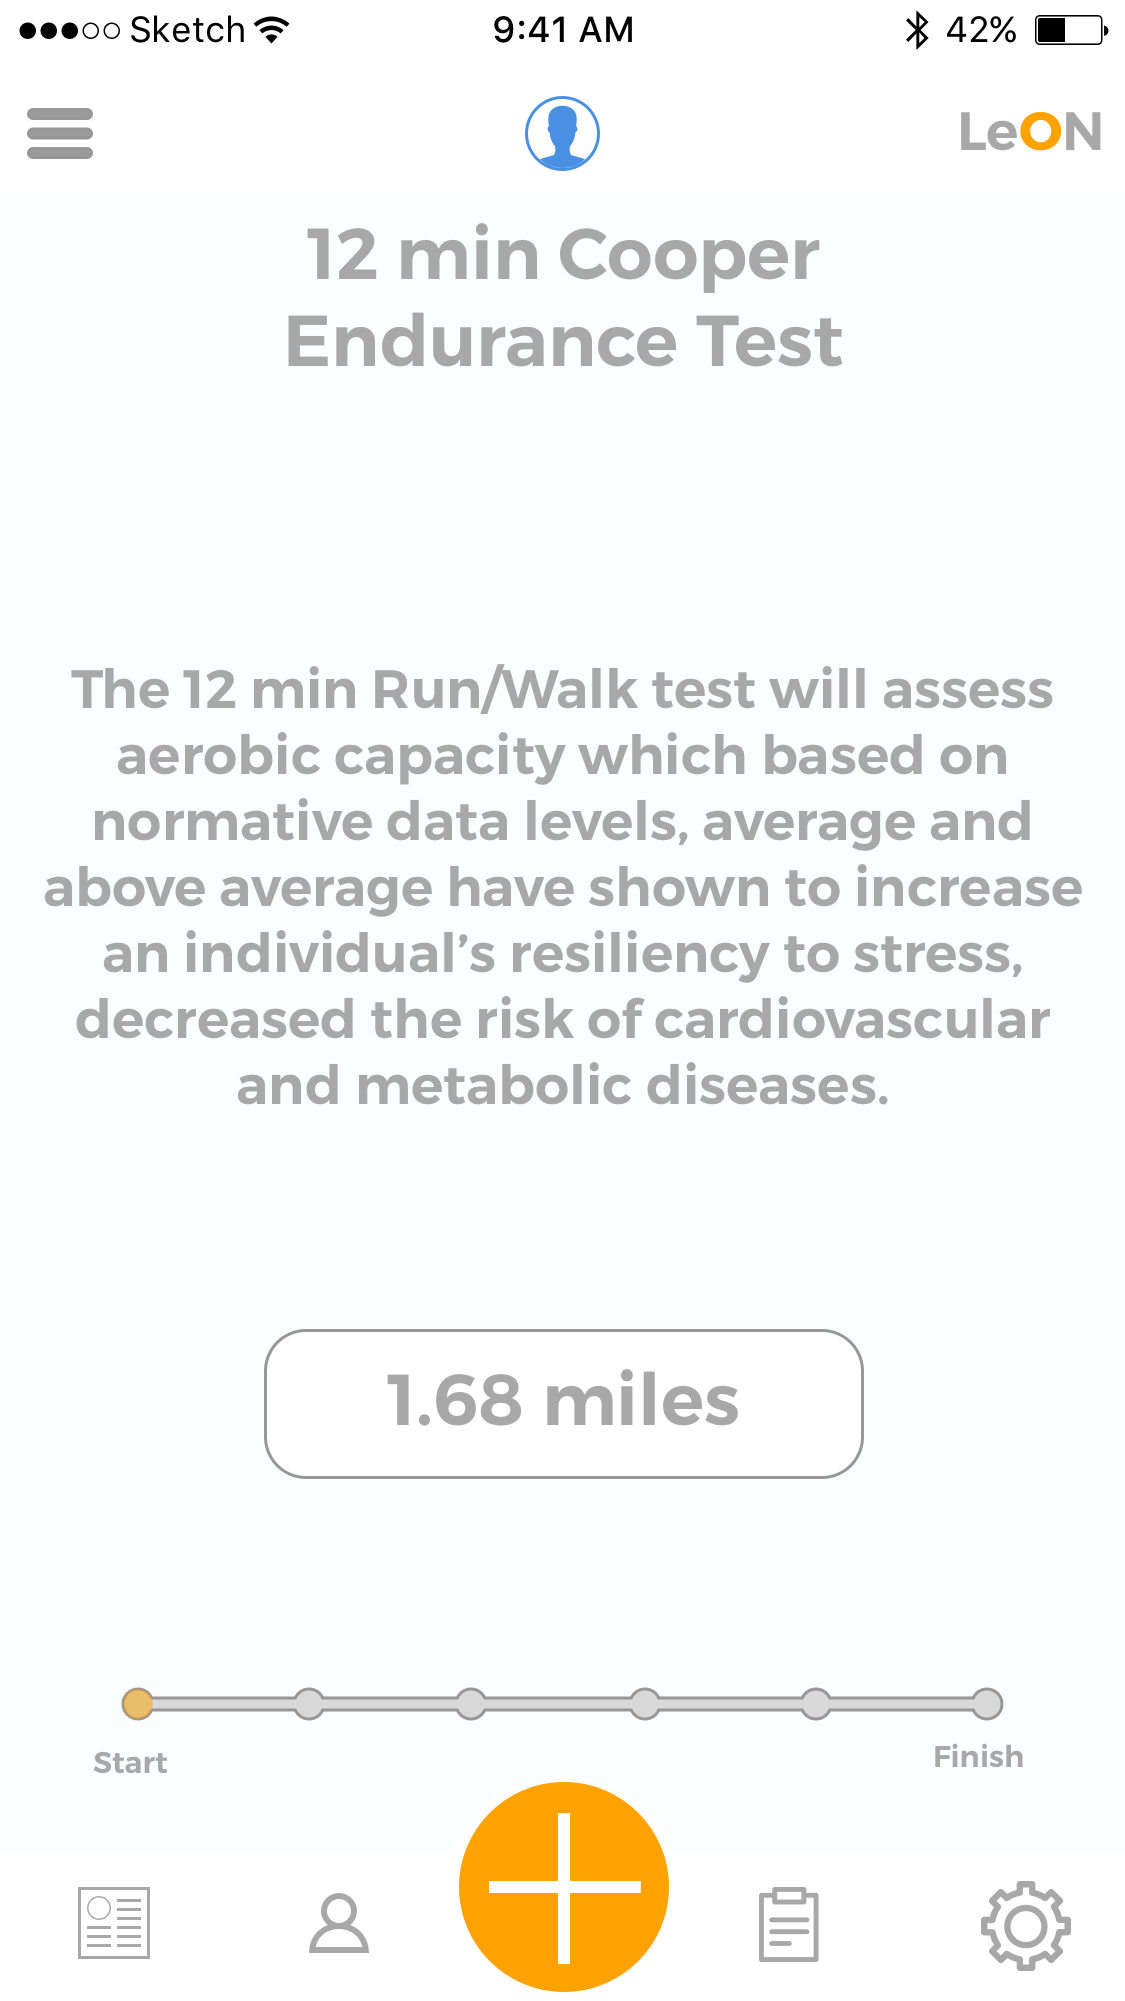 Sketch 9:41 AM 42%
LeON
12 min Cooper
Endurance Test
The 12 min Run/Walk test will assess
aerobic capacity which based on
normative data levels, average and
above average have shown to increase
an individual’s resiliency to stress,
decreased the risk of cardiovascular
and metabolic diseases.
1.68 miles
Start Finish